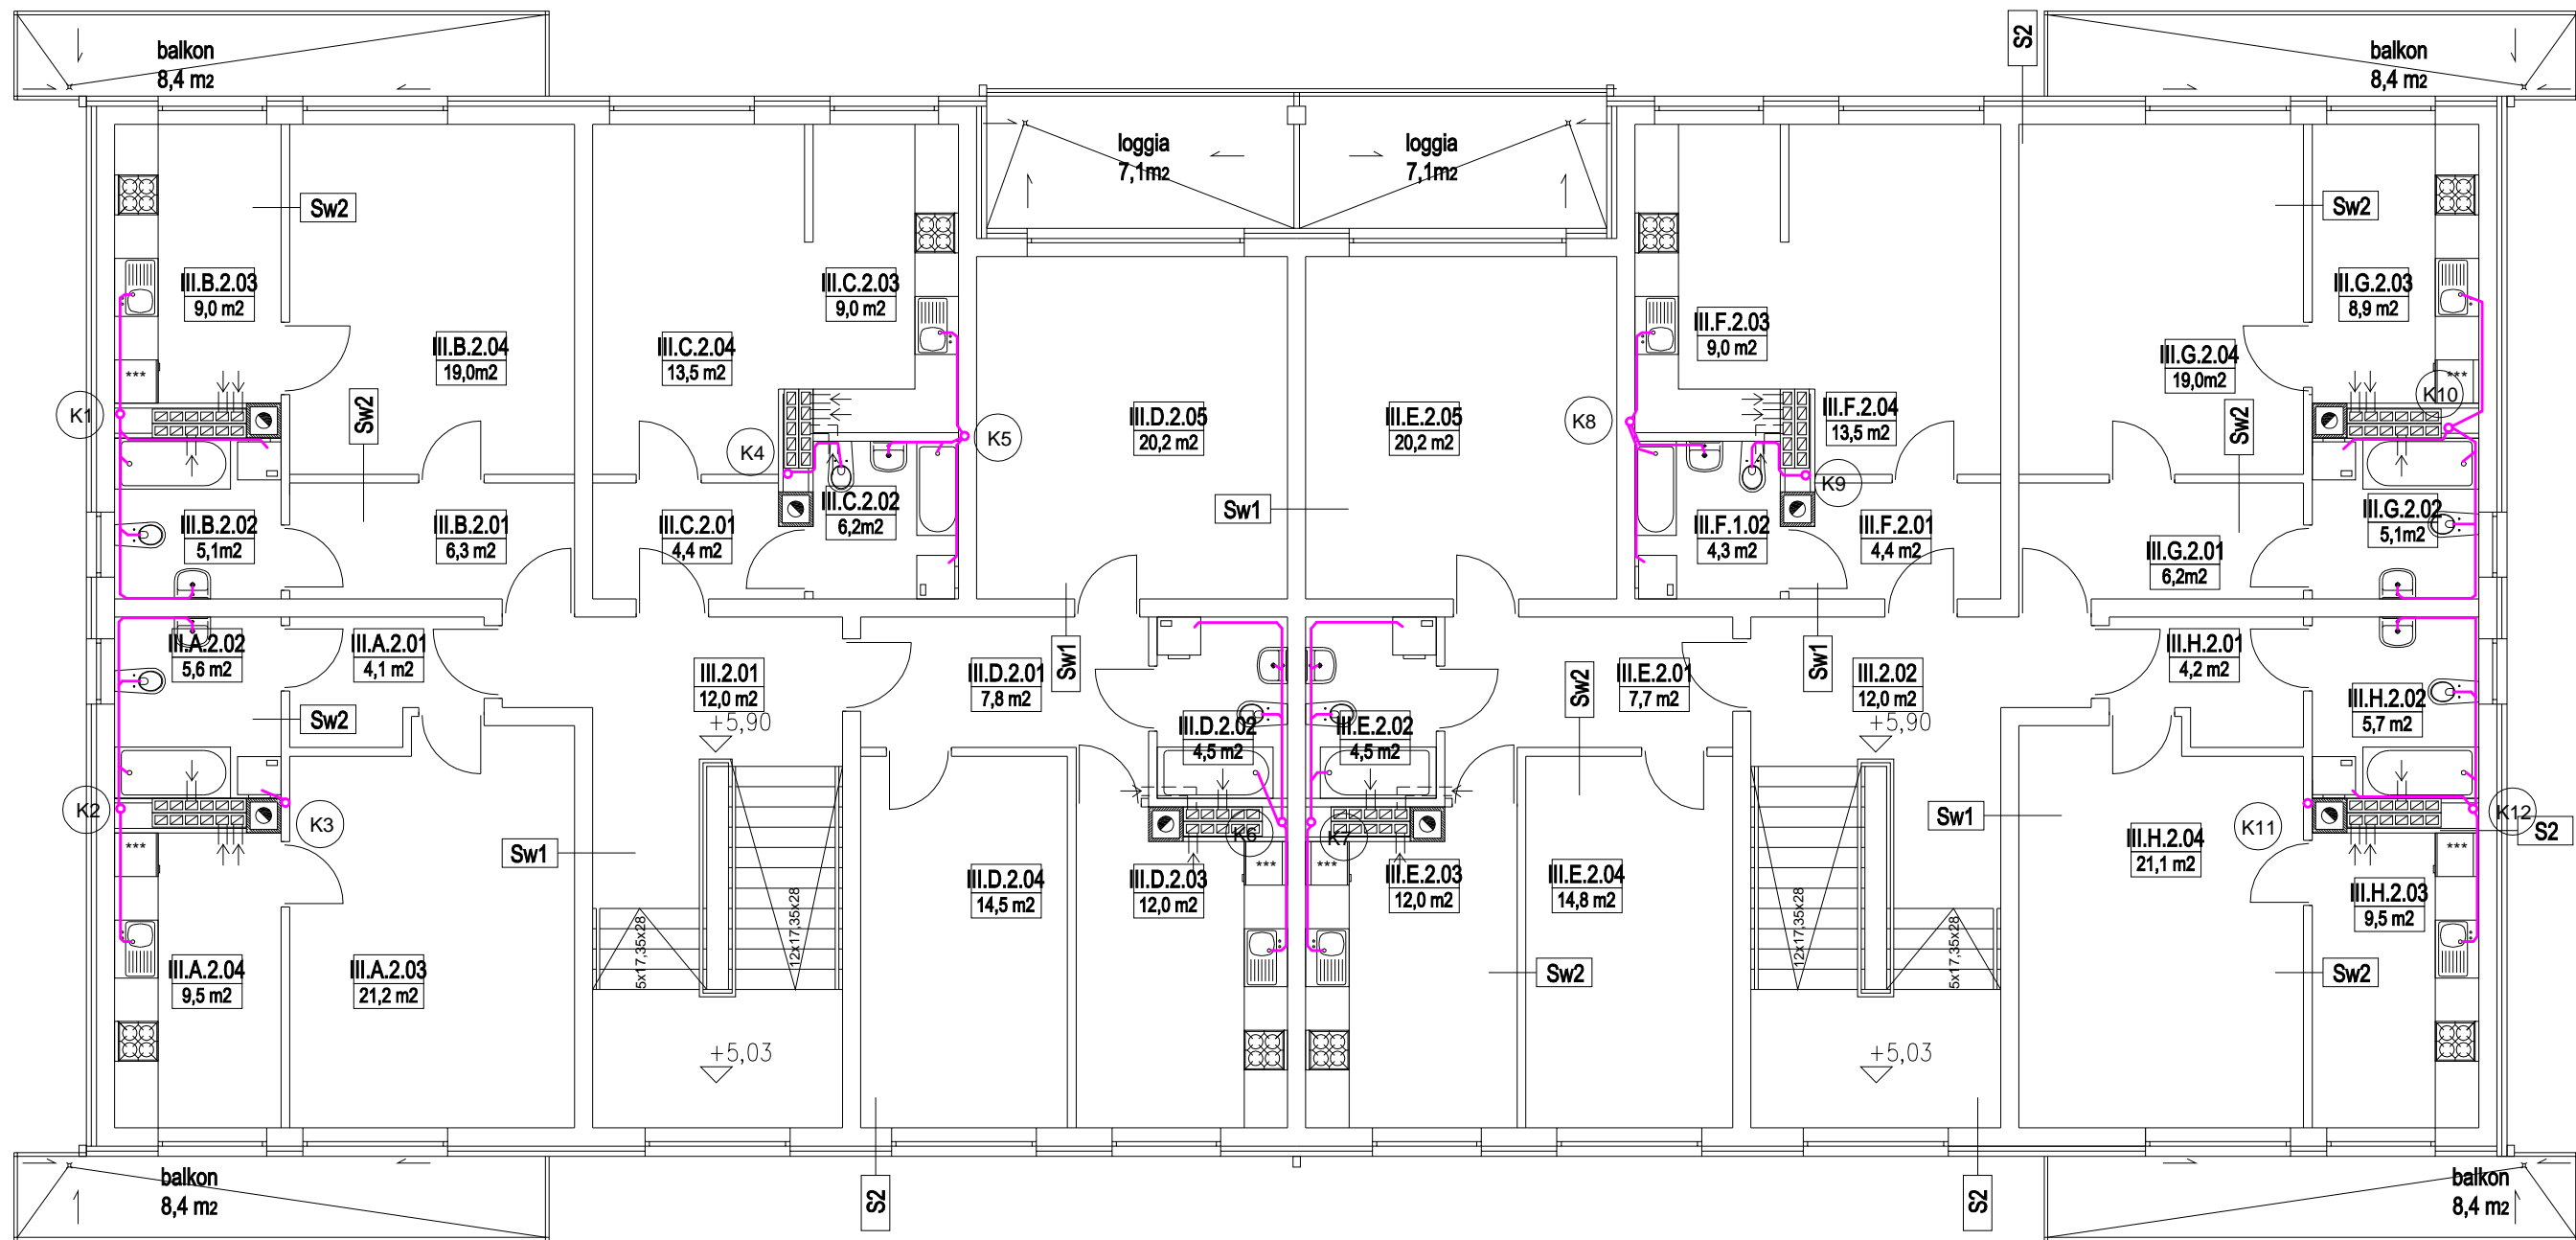 balkon
8,4 m2
S2
balkon
8,4 m2
loggia
7,1m2
loggia
7,1m2
Sw2
Sw2
III.B.2.03
9,0 m2
III.C.2.03
9,0 m2
III.G.2.03
8,9 m2
III.B.2.04
19,0m2
III.C.2.04
13,5 m2
III.F.2.03
9,0 m2
III.G.2.04
19,0m2
***
***
K1
Sw2
K4
K5
III.D.2.05
20,2 m2
III.E.2.05
20,2 m2
K8
III.F.2.04
13,5 m2
K9
Sw2
K10
III.B.2.02
5,1m2
III.B.2.01
6,3 m2
III.C.2.01
4,4 m2
III.C.2.02
6,2m2
Sw1
III.F.1.02
4,3 m2
III.F.2.01
4,4 m2
III.G.2.01
6,2m2
III.G.2.02
5,1m2
III.A.2.02
5,6 m2
III.A.2.01
4,1 m2
III.2.01
12,0 m2
+5,90
III.D.2.01
7,8 m2
Sw1
Sw2
III.E.2.01
7,7 m2
Sw1
III.2.02
12,0 m2
+5,90
III.H.2.01
4,2 m2
III.H.2.02
5,7 m2
Sw2
III.D.2.02
4,5 m2
III.E.2.02
4,5 m2
K2
K3
K6
K7
K11
K12
S2
Sw1
Sw1
***
***
***
***
III.H.2.04
21,1 m2
III.D.2.04
14,5 m2
III.D.2.03
12,0 m2
III.E.2.03
12,0 m2
III.E.2.04
14,8 m2
III.H.2.03
9,5 m2
5x17,35x28
12x17,35x28
12x17,35x28
5x17,35x28
III.A.2.04
9,5 m2
III.A.2.03
21,2 m2
Sw2
Sw2
+5,03
+5,03
balkon
8,4 m2
S2
S2
balkon
8,4 m2